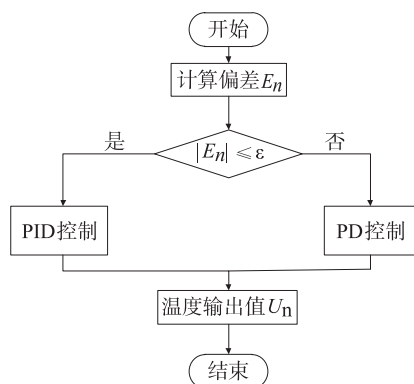 开始
计算偏差En
|En|≤ε
是
否
PID控制
PD控制
温度输出值Un
结束